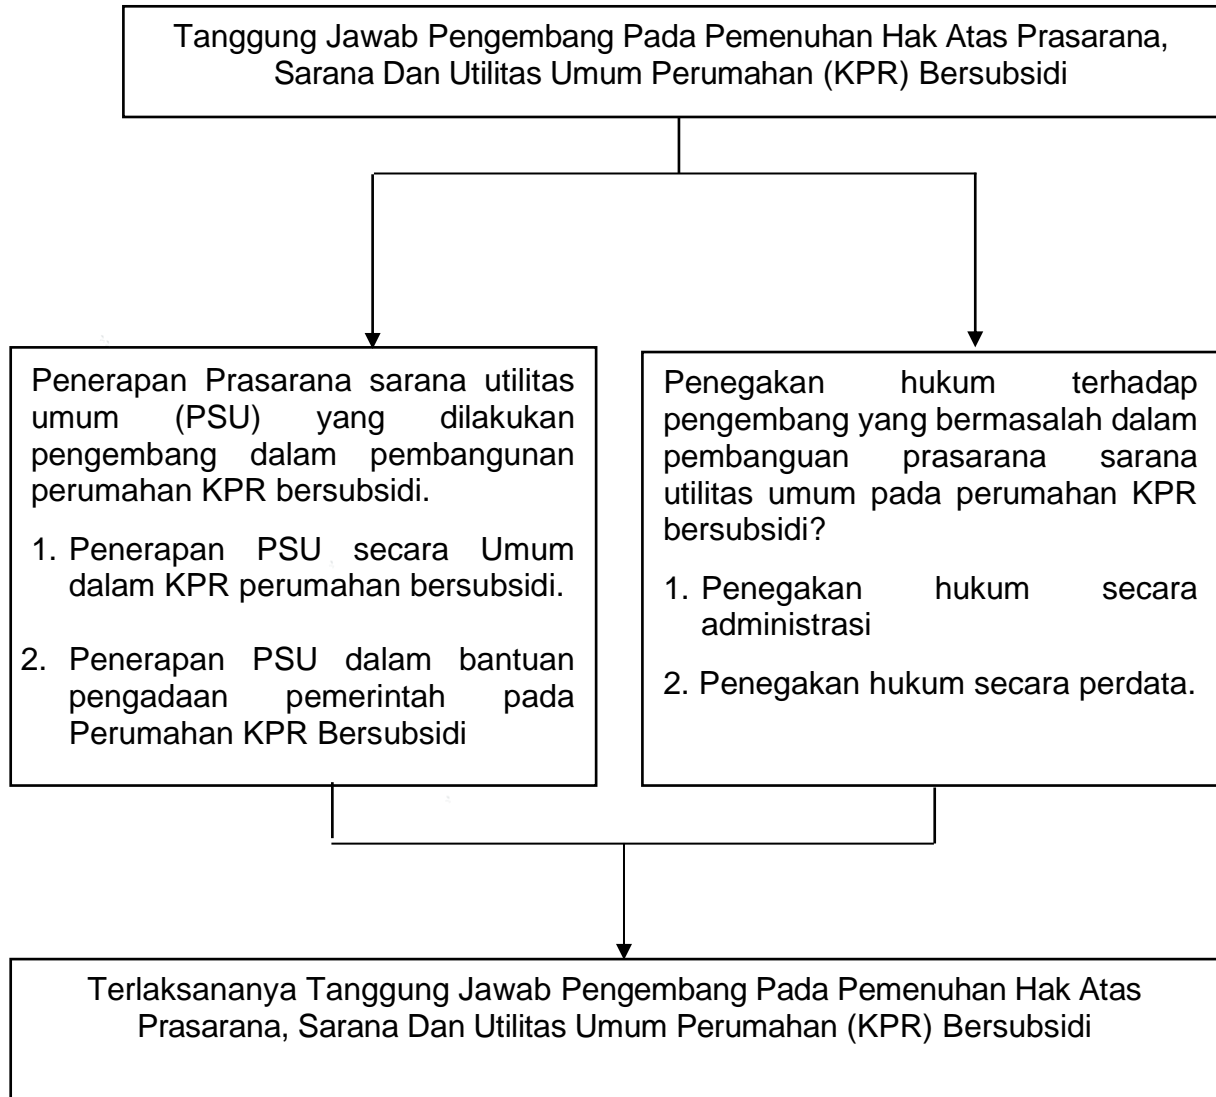 Tanggung Jawab Pengembang Pada Pemenuhan Hak Atas Prasarana,
Sarana Dan Utilitas Umum Perumahan (KPR) Bersubsidi
Penerapan Prasarana sarana utilitas
umum (PSU) yang dilakukan
pengembang dalam pembangunan
perumahan KPR bersubsidi.
1. Penerapan PSU secara Umum
dalam KPR perumahan bersubsidi.
2. Penerapan PSU dalam bantuan
pengadaan pemerintah pada
Perumahan KPR Bersubsidi
Penegakan hukum terhadap
pengembang yang bermasalah dalam
pembanguan prasarana sarana
utilitas umum pada perumahan KPR
bersubsidi?
1. Penegakan hukum secara
administrasi
2. Penegakan hukum secara perdata.
Terlaksananya Tanggung Jawab Pengembang Pada Pemenuhan Hak Atas
Prasarana, Sarana Dan Utilitas Umum Perumahan (KPR) Bersubsidi